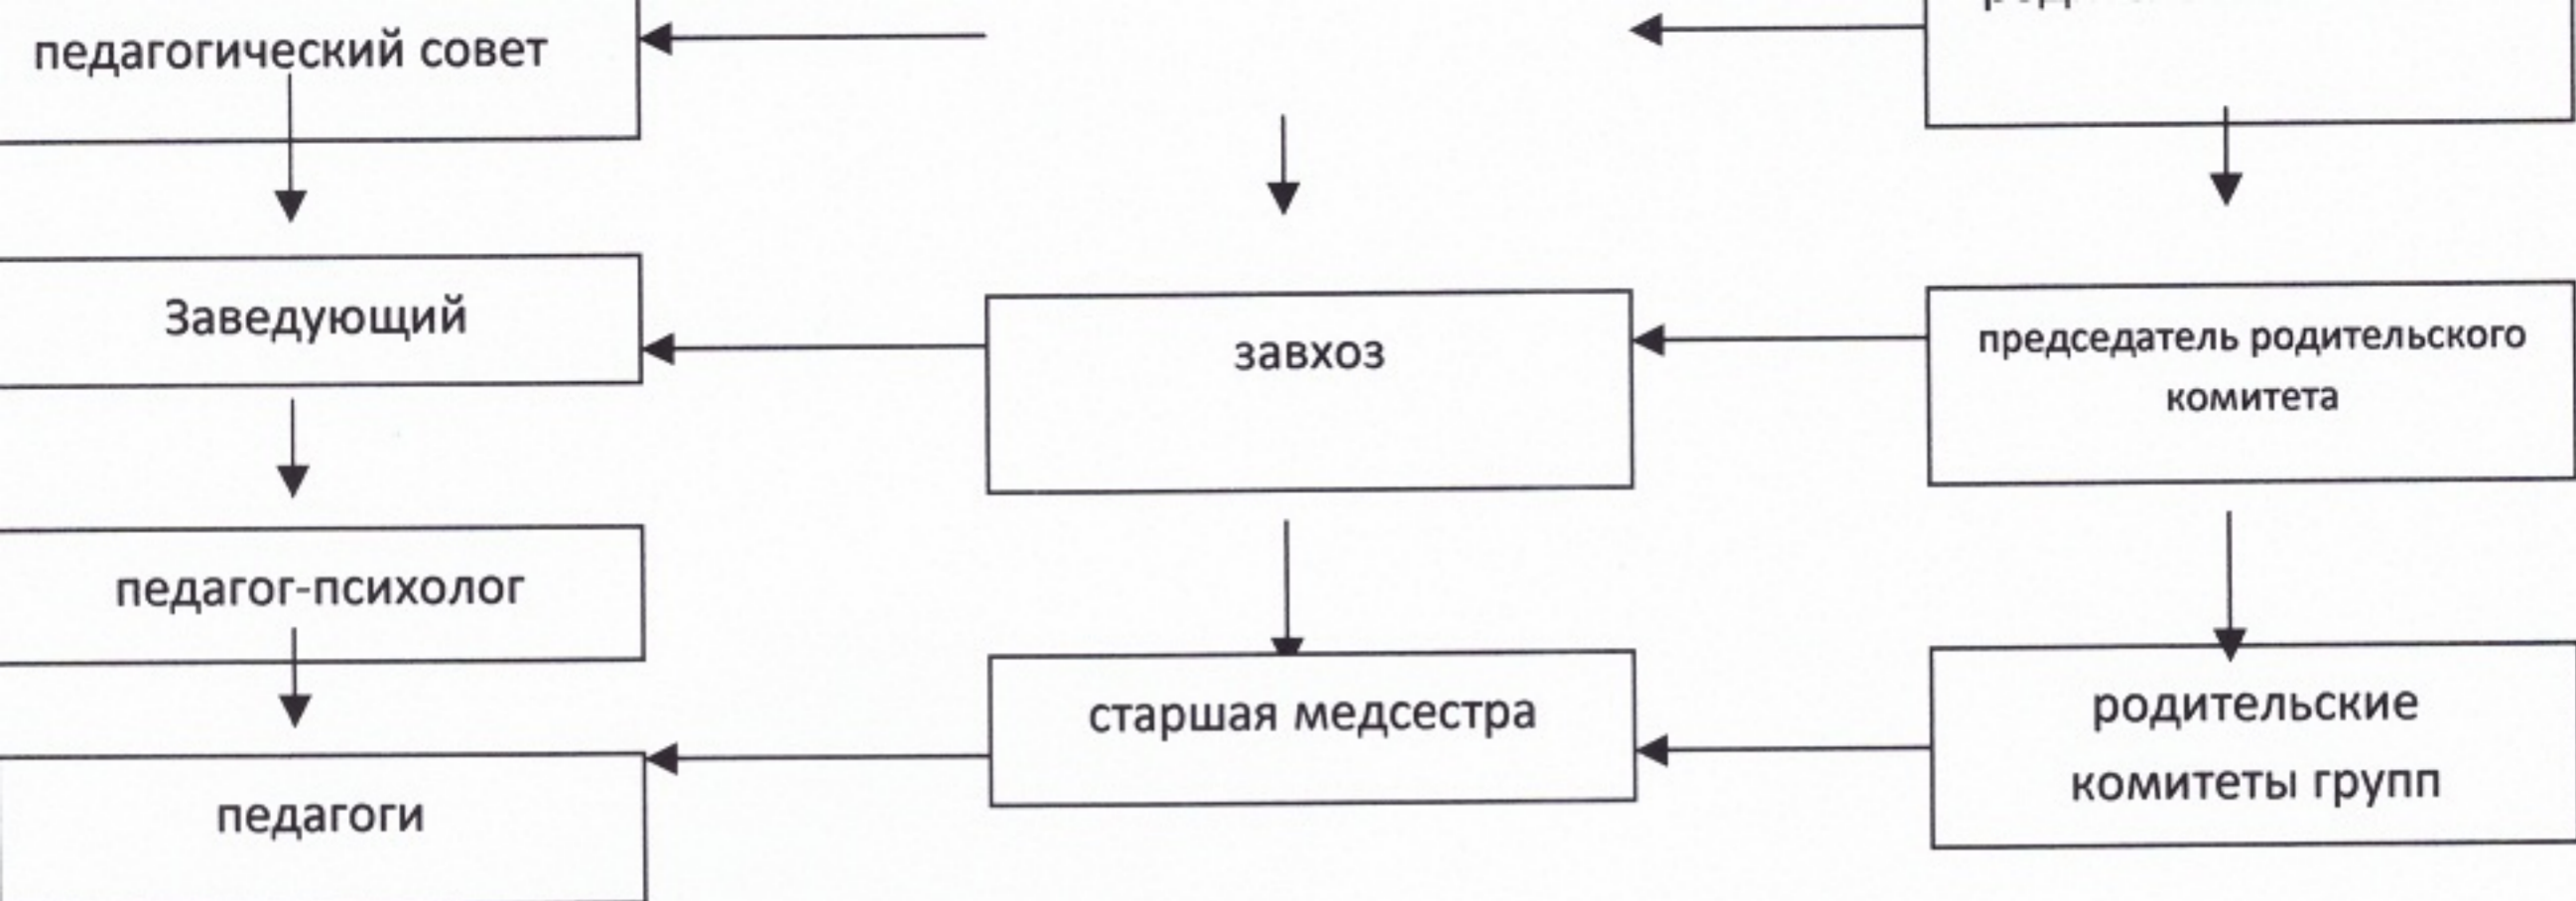 педагогический совет
Заведующий
завхоз
председатель родительского
комитета
педагог-психолог
старшая медсестра
родительские
комитеты групп
педагоги